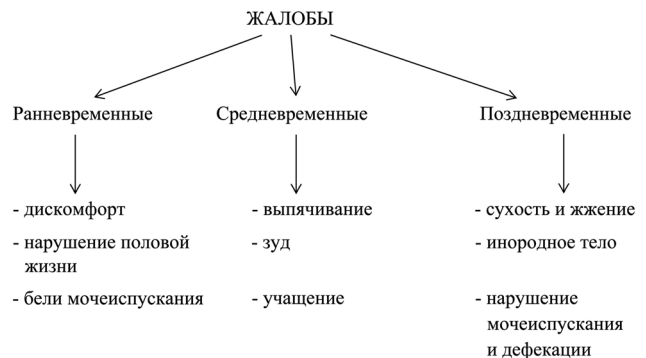 ЖАЛОБЫ
Ранневременные
Средневременные
Поздневременные
- дискомфорт
- нарушение половой
жизни
- бели мочеиспускания
- выпячивание
- зуд
- учащение
- сухость и жжение
- инородное тело
- нарушение
мочеиспускания
и дефекации